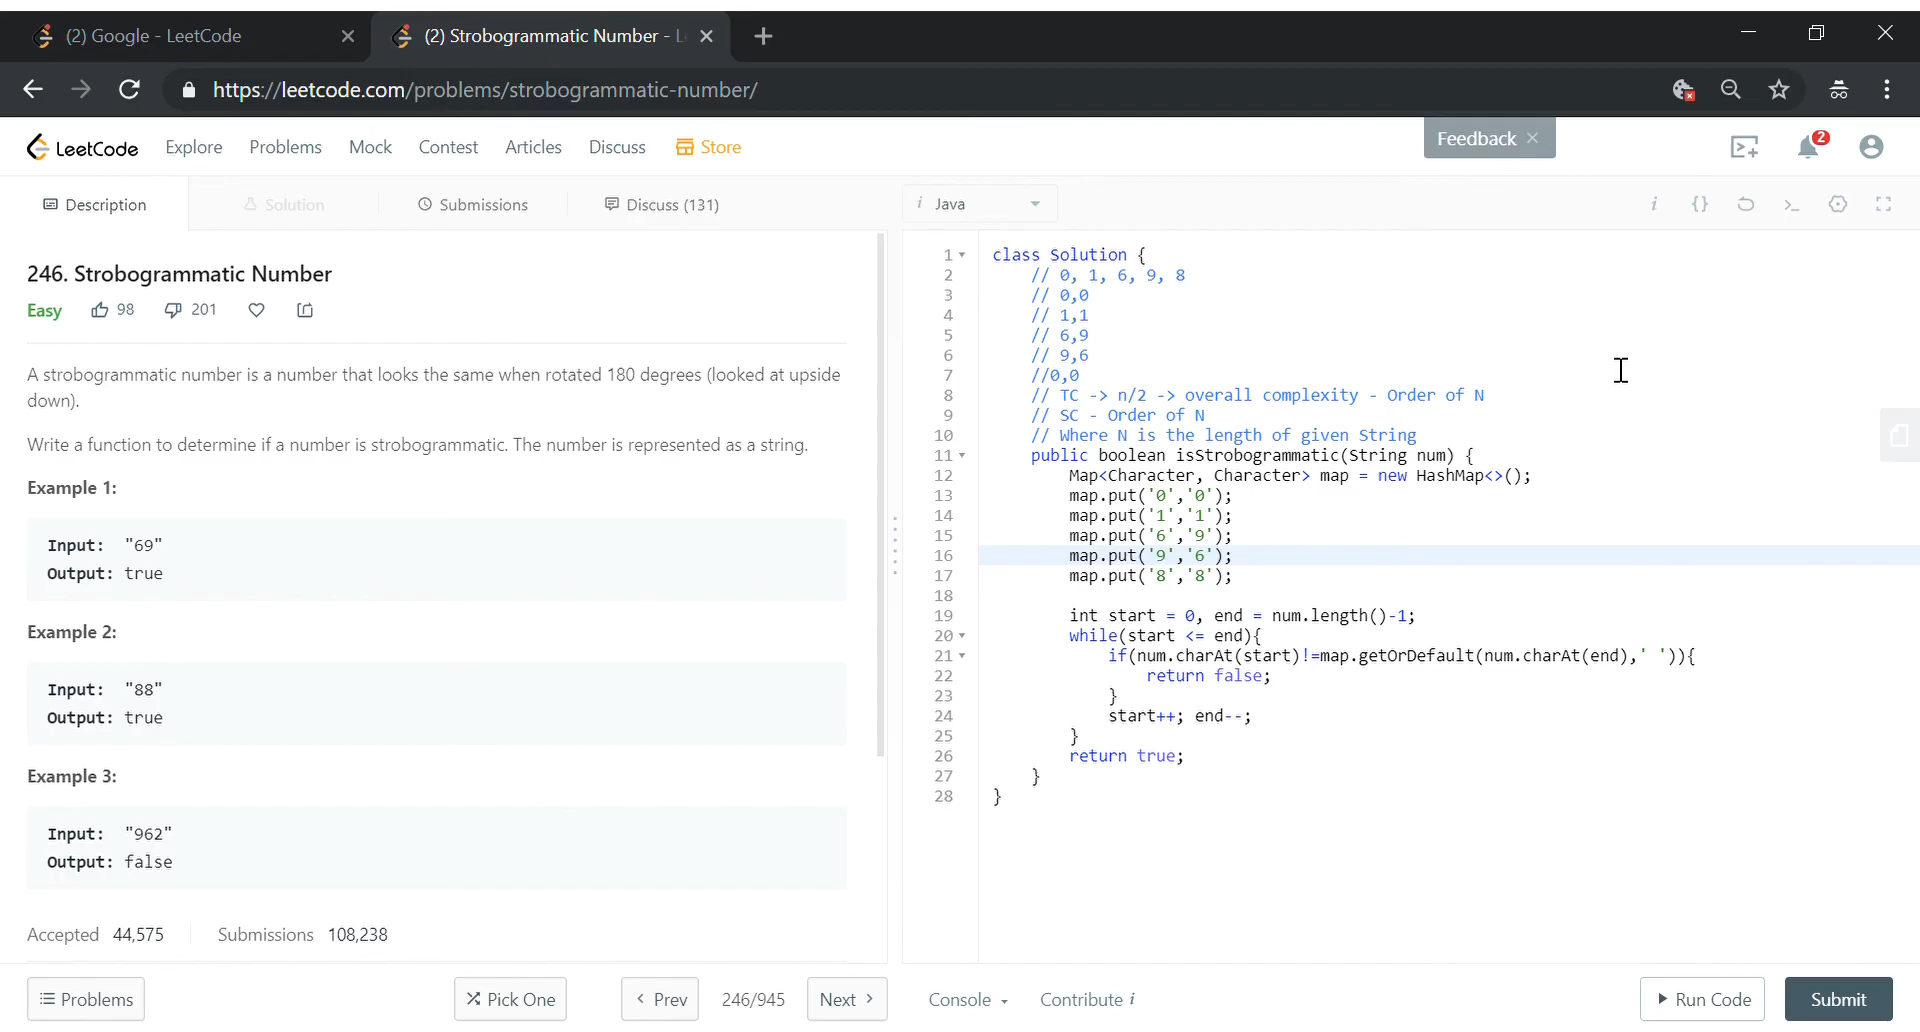 (2) Google - LeetCode
(2) Strobogrammatic Number - L
https://leetcode.com/problems/strobogrammatic-number/
LeetCode Explore Problems Mock Contest Articles Discuss Store
Feedback
2
Description Solution Submissions Discuss (131)
i Java
246. Strobogrammatic Number
Easy 98 201
A strobogrammatic number is a number that looks the same when rotated 180 degrees (looked at upside
down).
Write a function to determine if a number is strobogrammatic. The number is represented as a string.
Example 1:
Input: "69"
Output: true
Example 2:
Input: "88"
Output: true
Example 3:
Input: "962"
Output: false
Accepted 44,575 Submissions 108,238
1 class Solution {
2 // 0, 1, 6, 9, 8
3 // 0,0
4 // 1,1
5 // 6,9
6 // 9,6
7 //0,0
8 // TC -> n/2 -> overall complexity - Order of N
9 // SC - Order of N
10 // Where N is the length of given String
11 public boolean isStrobogrammatic(String num) {
12 Map<Character, Character> map = new HashMap<>();
13 map.put('0','0');
14 map.put('1','1');
15 map.put('6','9');
16 map.put('9','6');
17 map.put('8','8');
18
19 int start = 0, end = num.length()-1;
20 while(start <= end){
21 if(num.charAt(start)!=map.getOrDefault(num.charAt(end),' ')){
22 return false;
23 }
24 start++; end--;
25 }
26 return true;
27 }
28 }
Problems Pick One Prev 246/945 Next Console Contribute i Run Code Submit